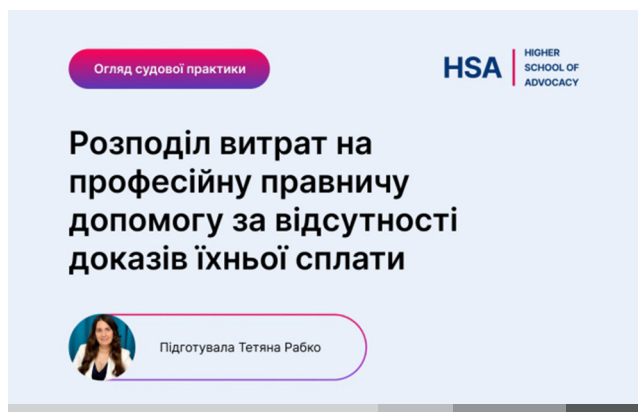 Огляд судової практики
HSA
HIGHER
SCHOOL OF
ADVOCACY
Розподіл витрат на
професійну правничу
допомогу за відсутності
доказів їхньої сплати
Підготувала Тетяна Рабко